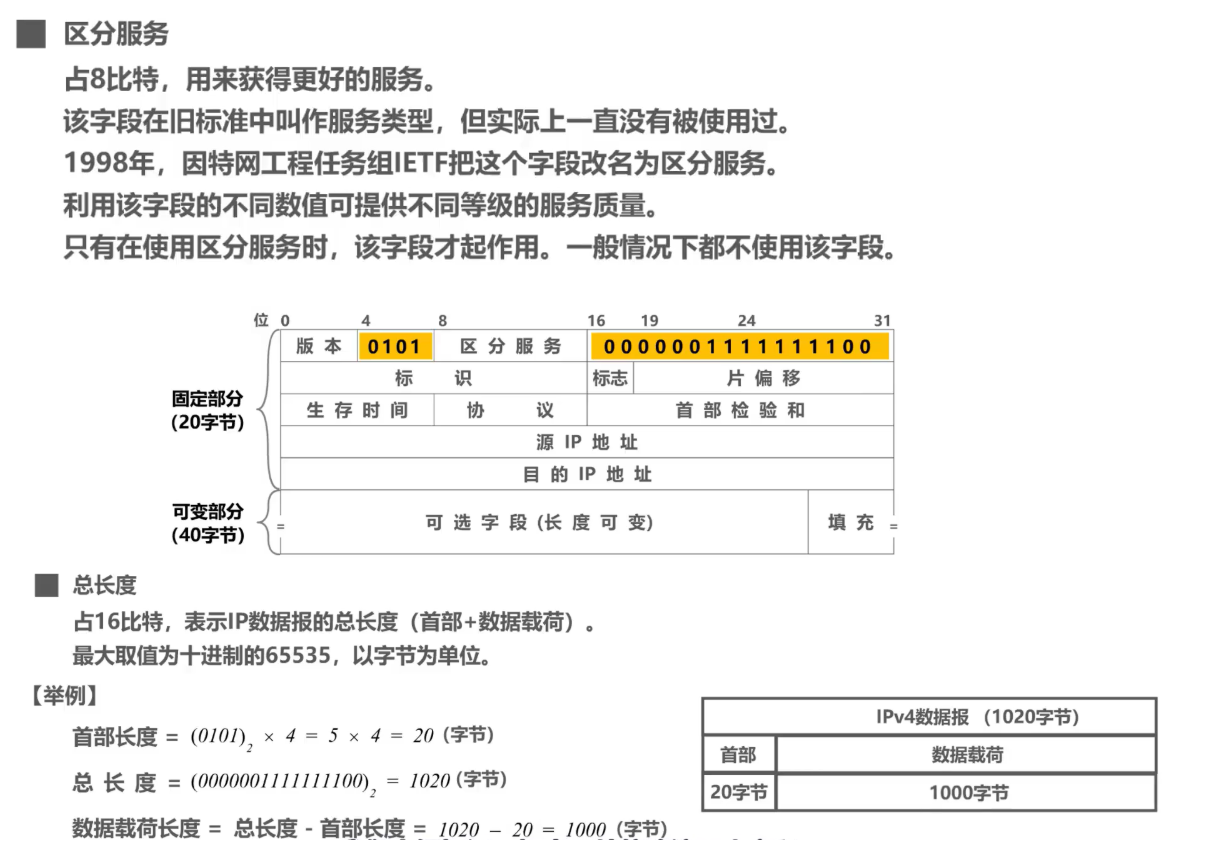 区分服务
占8比特，用来获得更好的服务。
该字段在旧标准中叫作服务类型，但实际上一直没有被使用过。
1998年，因特网工程任务组IETF把这个字段改名为区分服务。
利用该字段的不同数值可提供不同等级的服务质量。
只有在使用区分服务时，该字段才起作用。一般情况下都不使用该字段。
位 0 4 8 16 19 24 31
版 本 0101 区 分 服 务 0000001111111100
标 识 标志 片 偏 移
固定部分
(20字节)
生 存 时 间 协 议 首 部 检 验 和
源 IP 地 址
目 的 IP 地 址
可变部分
(40字节)
= 可 选 字 段 (长 度 可 变) 填 充 =
总长度
占16比特，表示IP数据报的总长度（首部+数据载荷）。
最大取值为十进制的65535，以字节为单位。
【举例】
首部长度 = (0101)2 × 4 = 5 × 4 = 20 (字节)
总 长 度 = (0000001111111100)2 = 1020 (字节)
数据载荷长度 = 总长度 - 首部长度 = 1020 − 20 = 1000 (字节)
IPv4数据报 （1020字节）
首部 数据载荷
20字节 1000字节